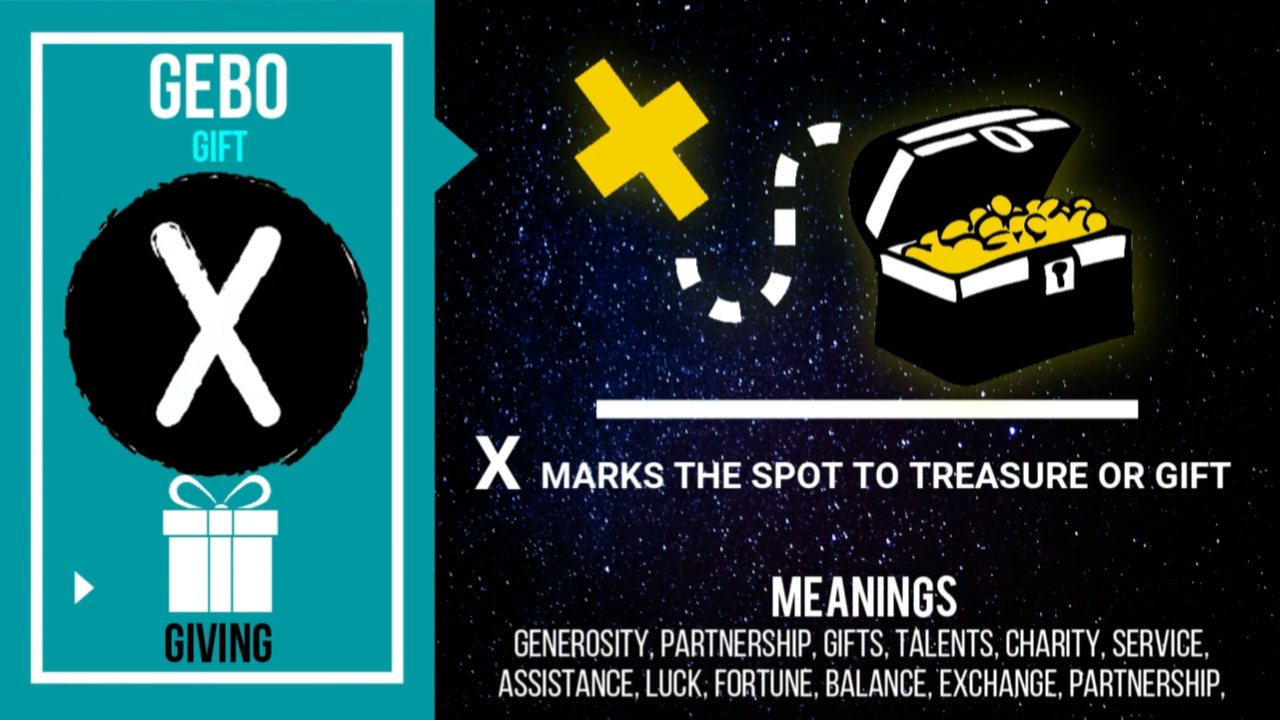 GEBO
GIFT
X
GIVING
X MARKS THE SPOT TO TREASURE OR GIFT
MEANINGS
GENEROSITY, PARTNERSHIP, GIFTS, TALENTS, CHARITY, SERVICE,
ASSISTANCE, LUCK, FORTUNE, BALANCE, EXCHANGE, PARTNERSHIP,